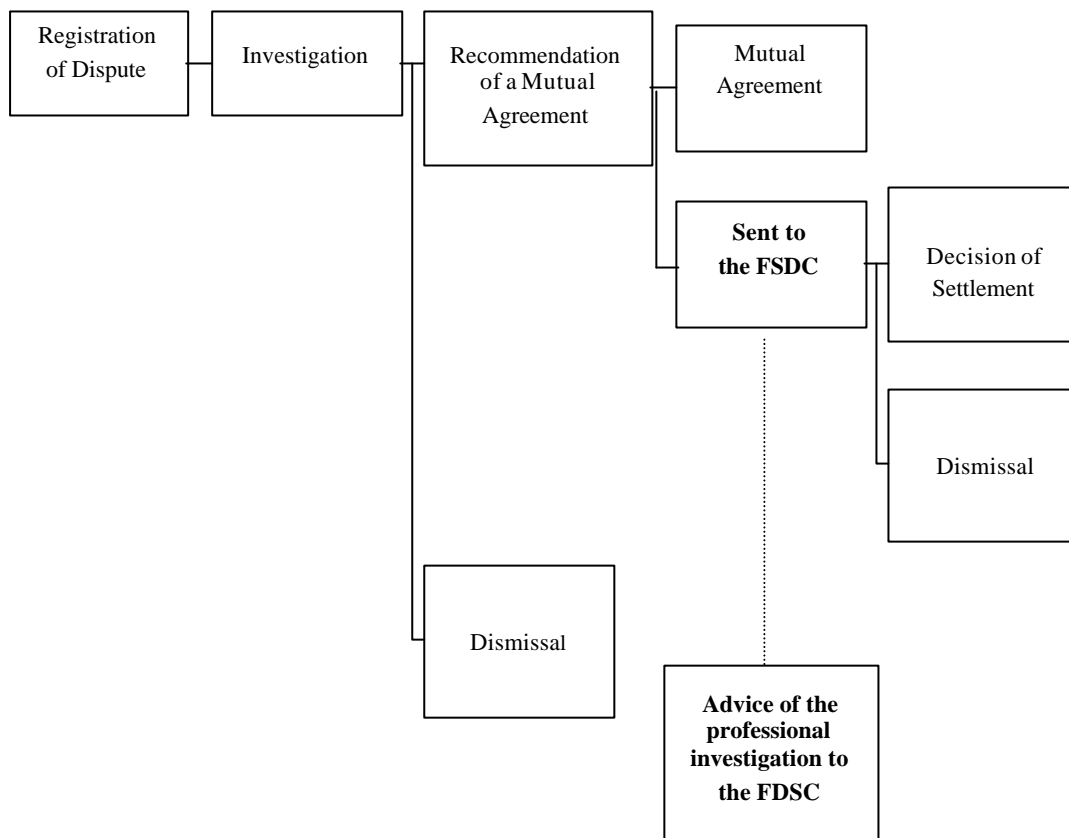 Registration
of Dispute
Investigation
Recommendation
of a Mutual
Agreement
Mutual
Agreement
Sent to
the FSDC
Decision of
Settlement
Dismissal
Dismissal
Advice of the
professional
investigation to
the FDSC